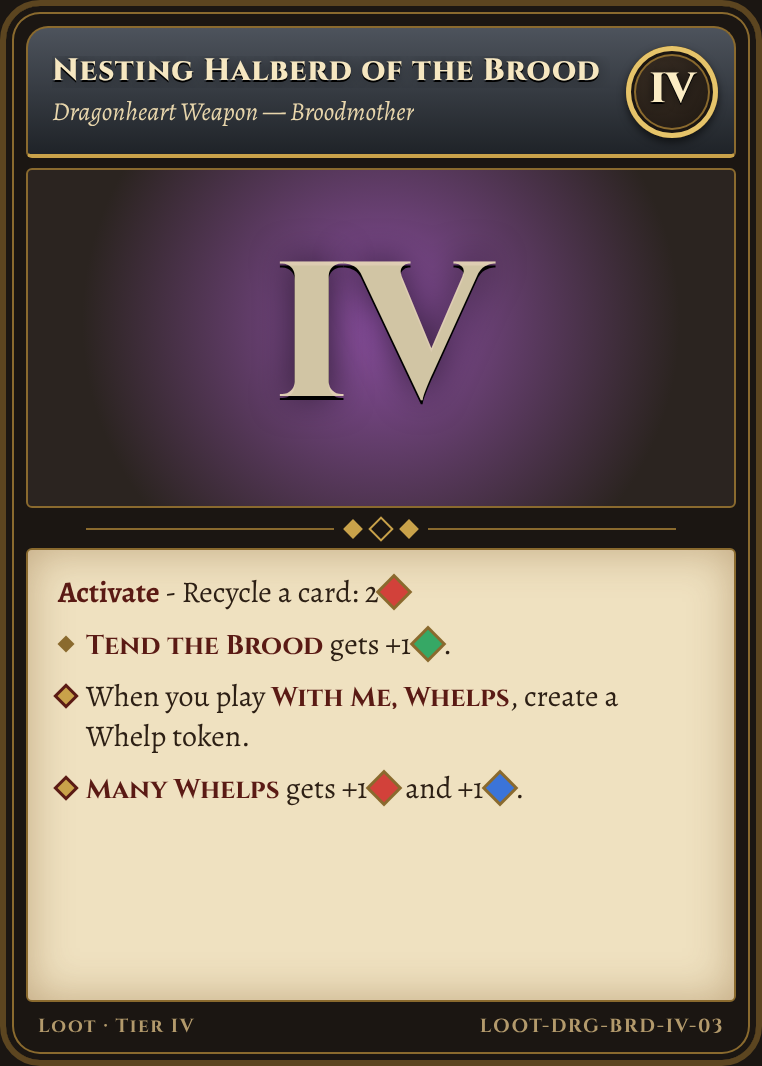 Nesting Halberd of the Brood
IV
Dragonheart Weapon — Broodmother
IV
Activate - Recycle a card: 2
Tend the Brood gets +1.
When you play With Me, Whelps, create a
Whelp token.
Many Whelps gets +1 and +1.
Loot · Tier IV
LOOT-DRG-BRD-IV-03